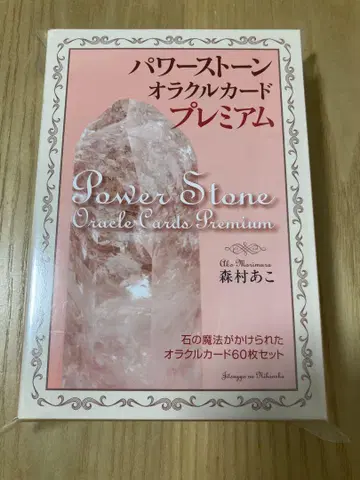 パワーストーン
オラクルカード
プレミアム
Power Stone
Oracle Cards Premium
Ako Morimura
森村あこ
石の魔法がかけられた
オラクルカード60枚セット
Jitsugyo no Nihonsha